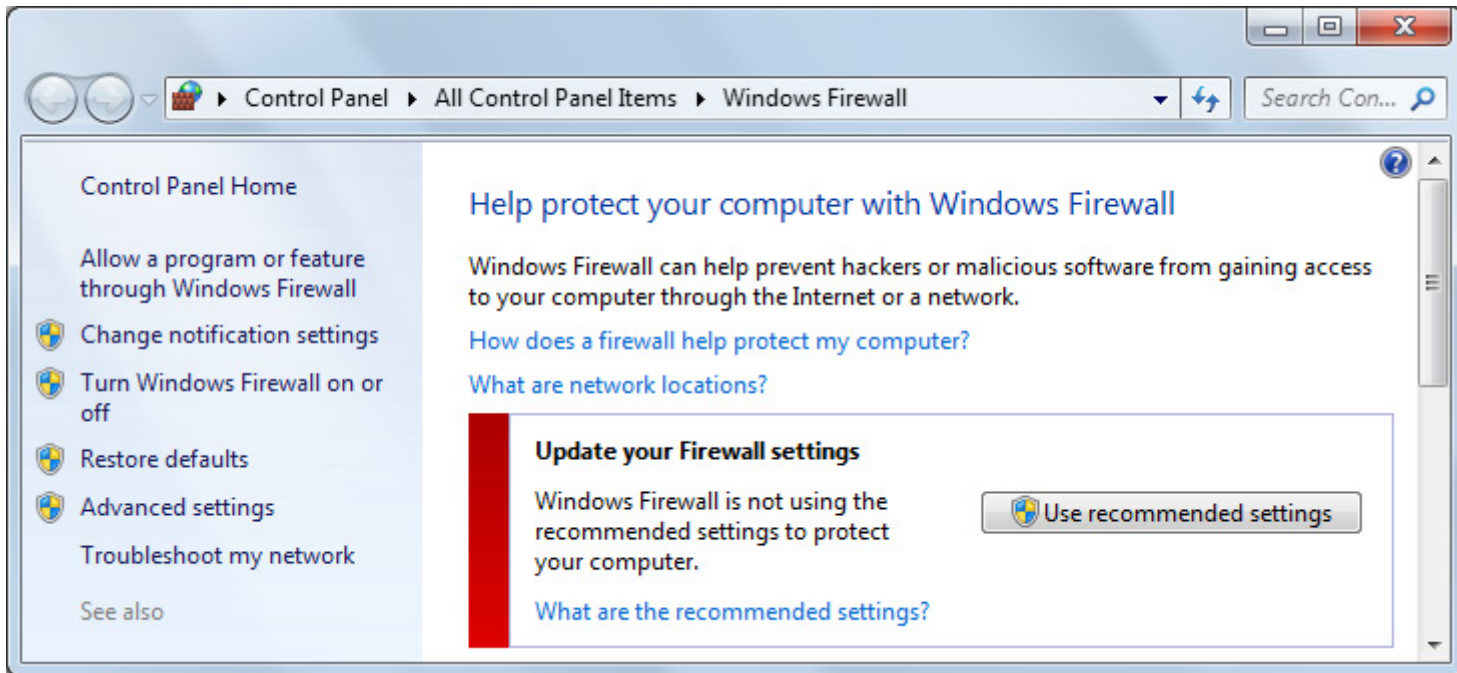 Control Panel ▸ All Control Panel Items ▸ Windows Firewall
Search Con...
Control Panel Home
Allow a program or feature
through Windows Firewall
Change notification settings
Turn Windows Firewall on or
off
Restore defaults
Advanced settings
Troubleshoot my network
See also
Help protect your computer with Windows Firewall
Windows Firewall can help prevent hackers or malicious software from gaining access
to your computer through the Internet or a network.
How does a firewall help protect my computer?
What are network locations?
Update your Firewall settings
Windows Firewall is not using the
recommended settings to protect
your computer.
Use recommended settings
What are the recommended settings?